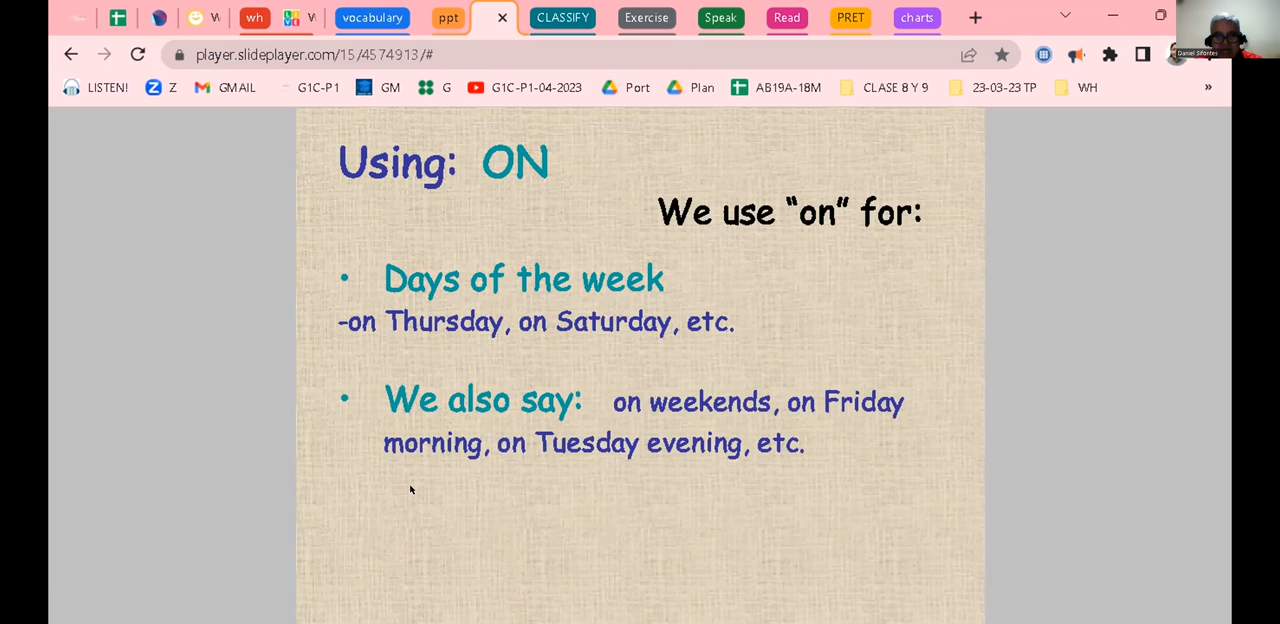 wh
vocabulary
ppt
CLASSIFY
Exercise
Speak
Read
PRET
charts
player.slideplayer.com/15/4574913/#
LISTEN!
Z
GMAIL
G1C-P1
GM
G
G1C-P1-04-2023
Port
Plan
AB19A-18M
CLASE 8 Y 9
23-03-23 TP
WH
»
Daniel Sifontes
Using: ON
We use “on” for:
• Days of the week
-on Thursday, on Saturday, etc.
• We also say: on weekends, on Friday
morning, on Tuesday evening, etc.